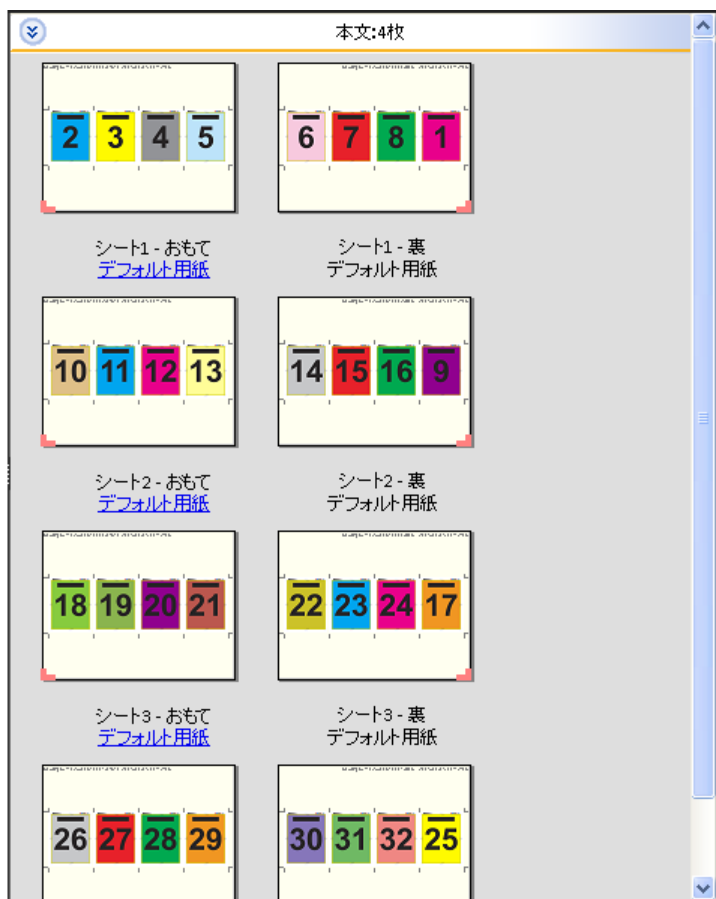 本文:4枚
2 3 4 5
6 7 8 1
シート1 - おもて
デフォルト用紙
シート1 - 裏
デフォルト用紙
10 11 12 13
14 15 16 9
シート2 - おもて
デフォルト用紙
シート2 - 裏
デフォルト用紙
18 19 20 21
22 23 24 17
シート3 - おもて
デフォルト用紙
シート3 - 裏
デフォルト用紙
26 27 28 29
30 31 32 25